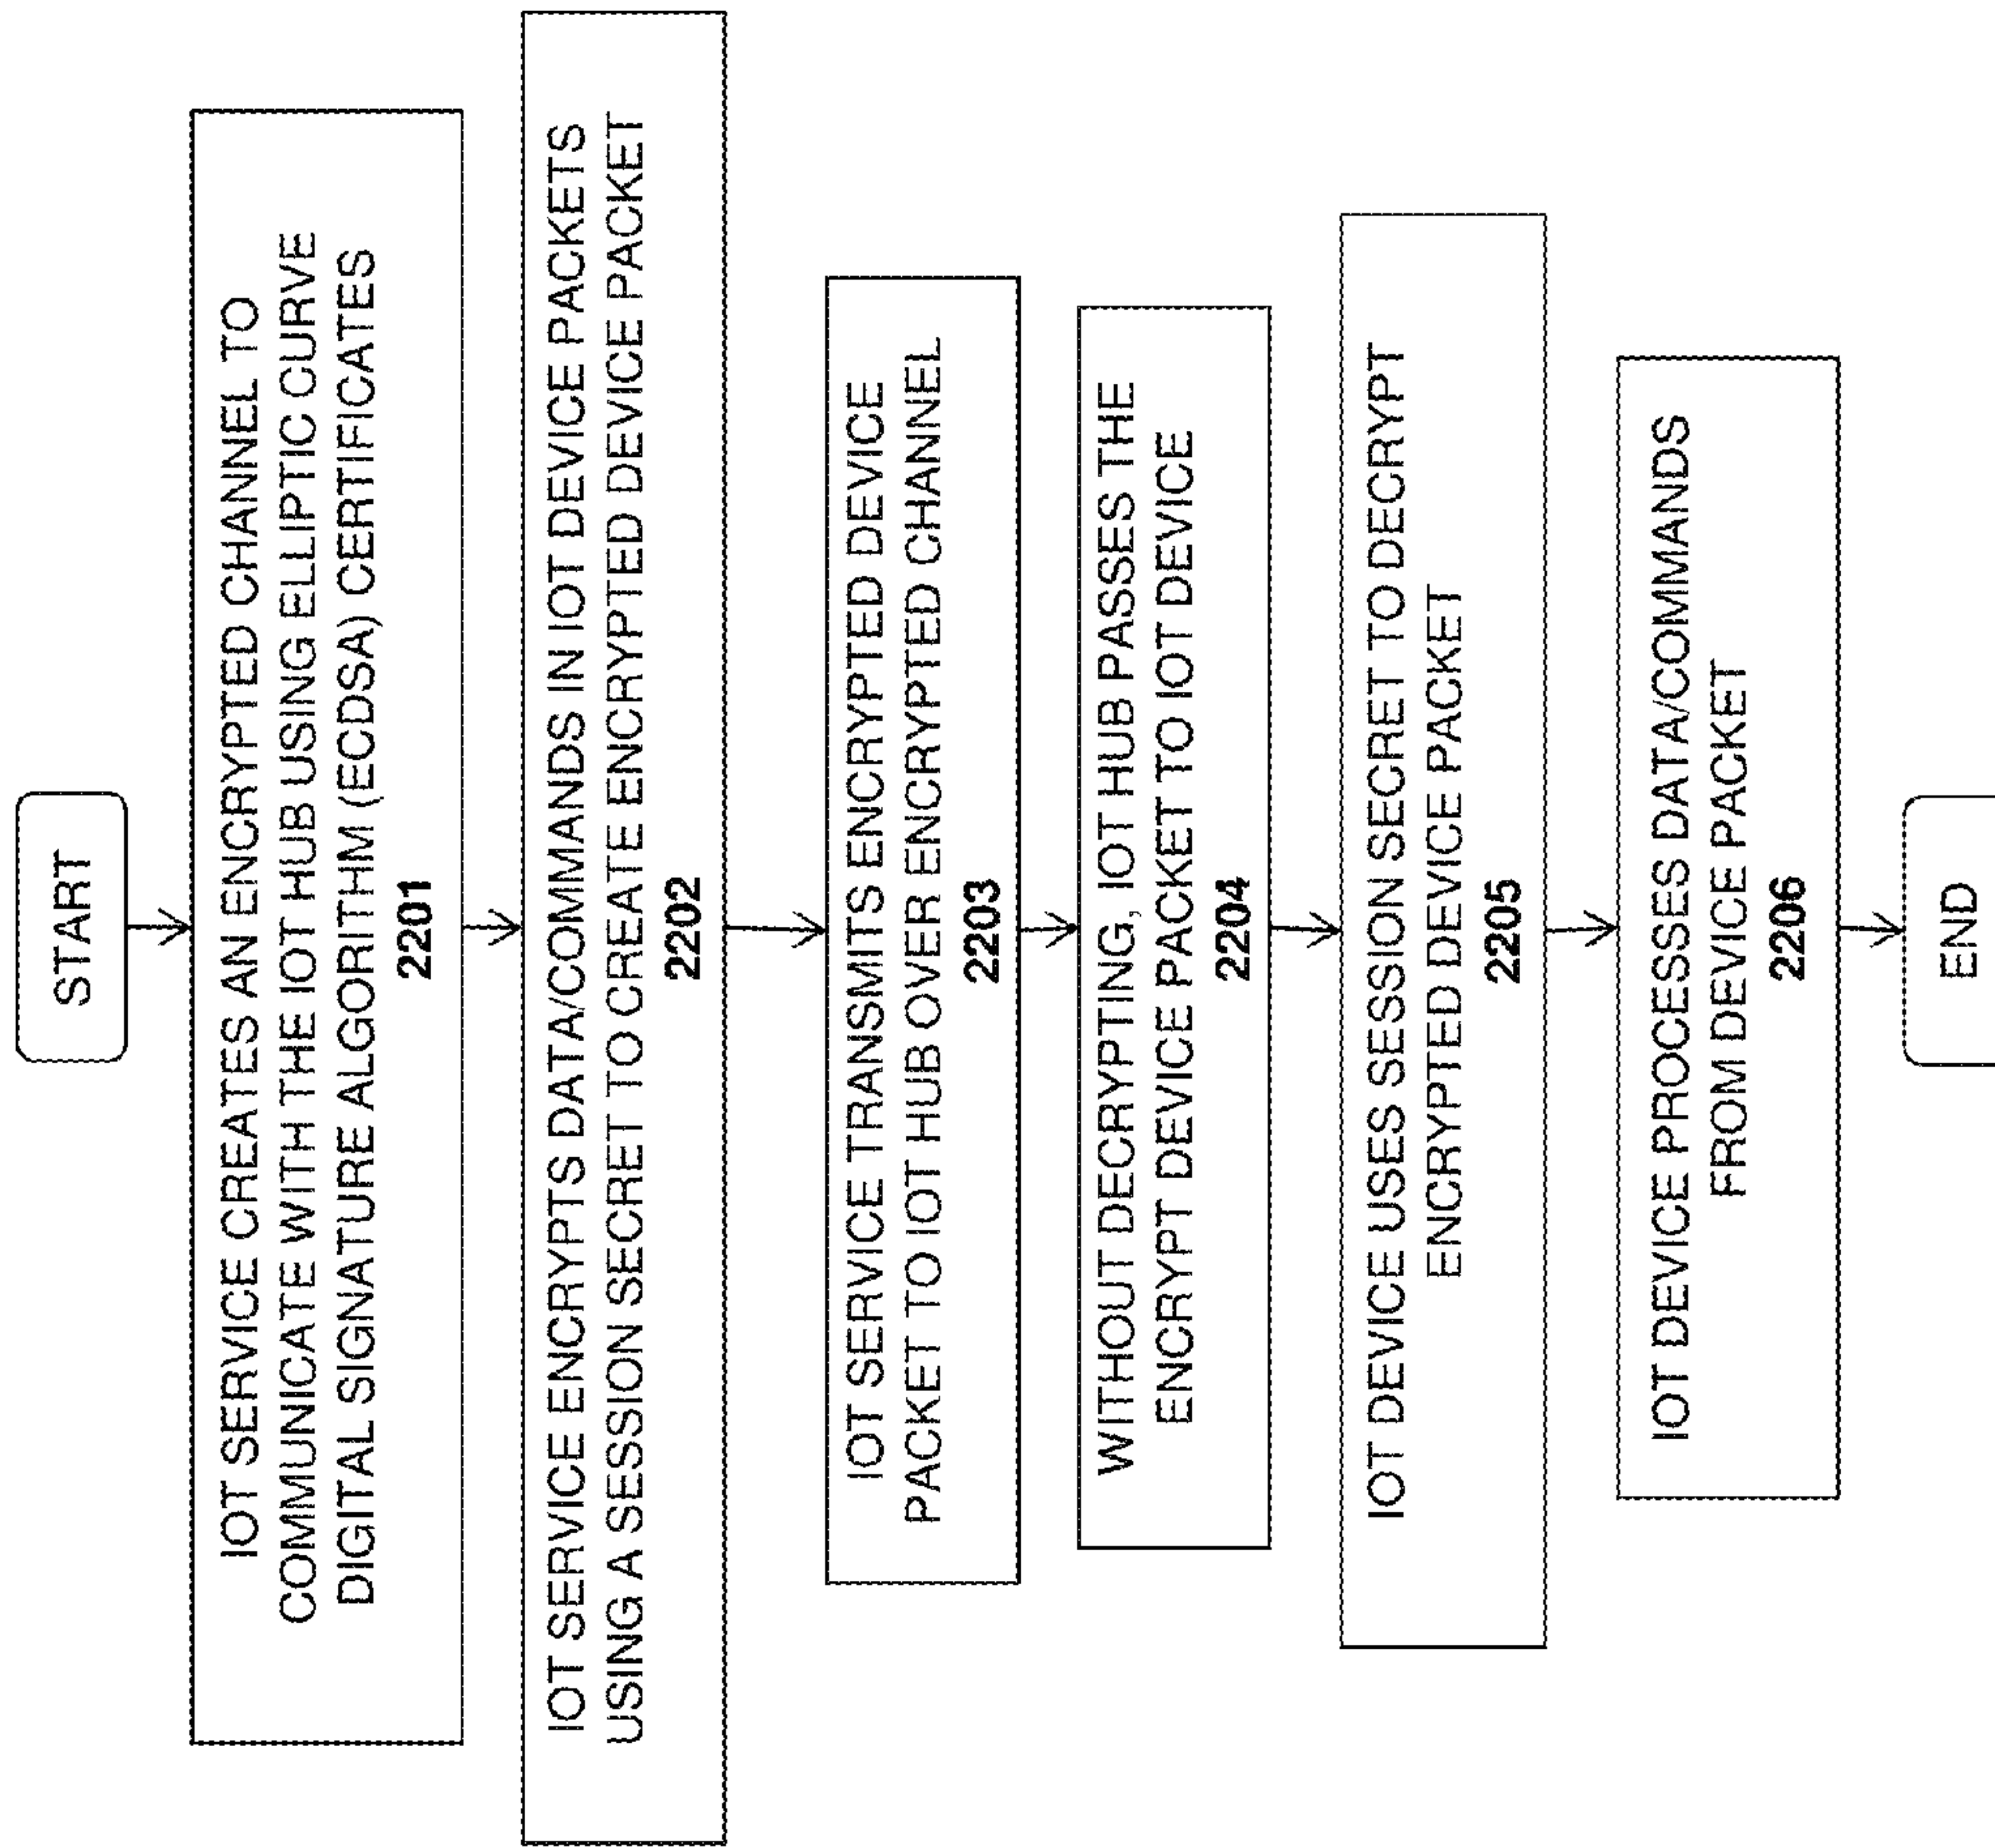 START
IOT SERVICE CREATES AN ENCRYPTED CHANNEL TO
COMMUNICATE WITH THE IOT HUB USING ELLIPTIC CURVE
DIGITAL SIGNATURE ALGORITHM (ECDSA) CERTIFICATES
2201
IOT SERVICE ENCRYPTS DATA/COMMANDS IN IOT DEVICE PACKETS
USING A SESSION SECRET TO CREATE ENCRYPTED DEVICE PACKET
2202
IOT SERVICE TRANSMITS ENCRYPTED DEVICE
PACKET TO IOT HUB OVER ENCRYPTED CHANNEL
2203
WITHOUT DECRYPTING, IOT HUB PASSES THE
ENCRYPT DEVICE PACKET TO IOT DEVICE
2204
IOT DEVICE USES SESSION SECRET TO DECRYPT
ENCRYPTED DEVICE PACKET
2205
IOT DEVICE PROCESSES DATA/COMMANDS
FROM DEVICE PACKET
2206
END